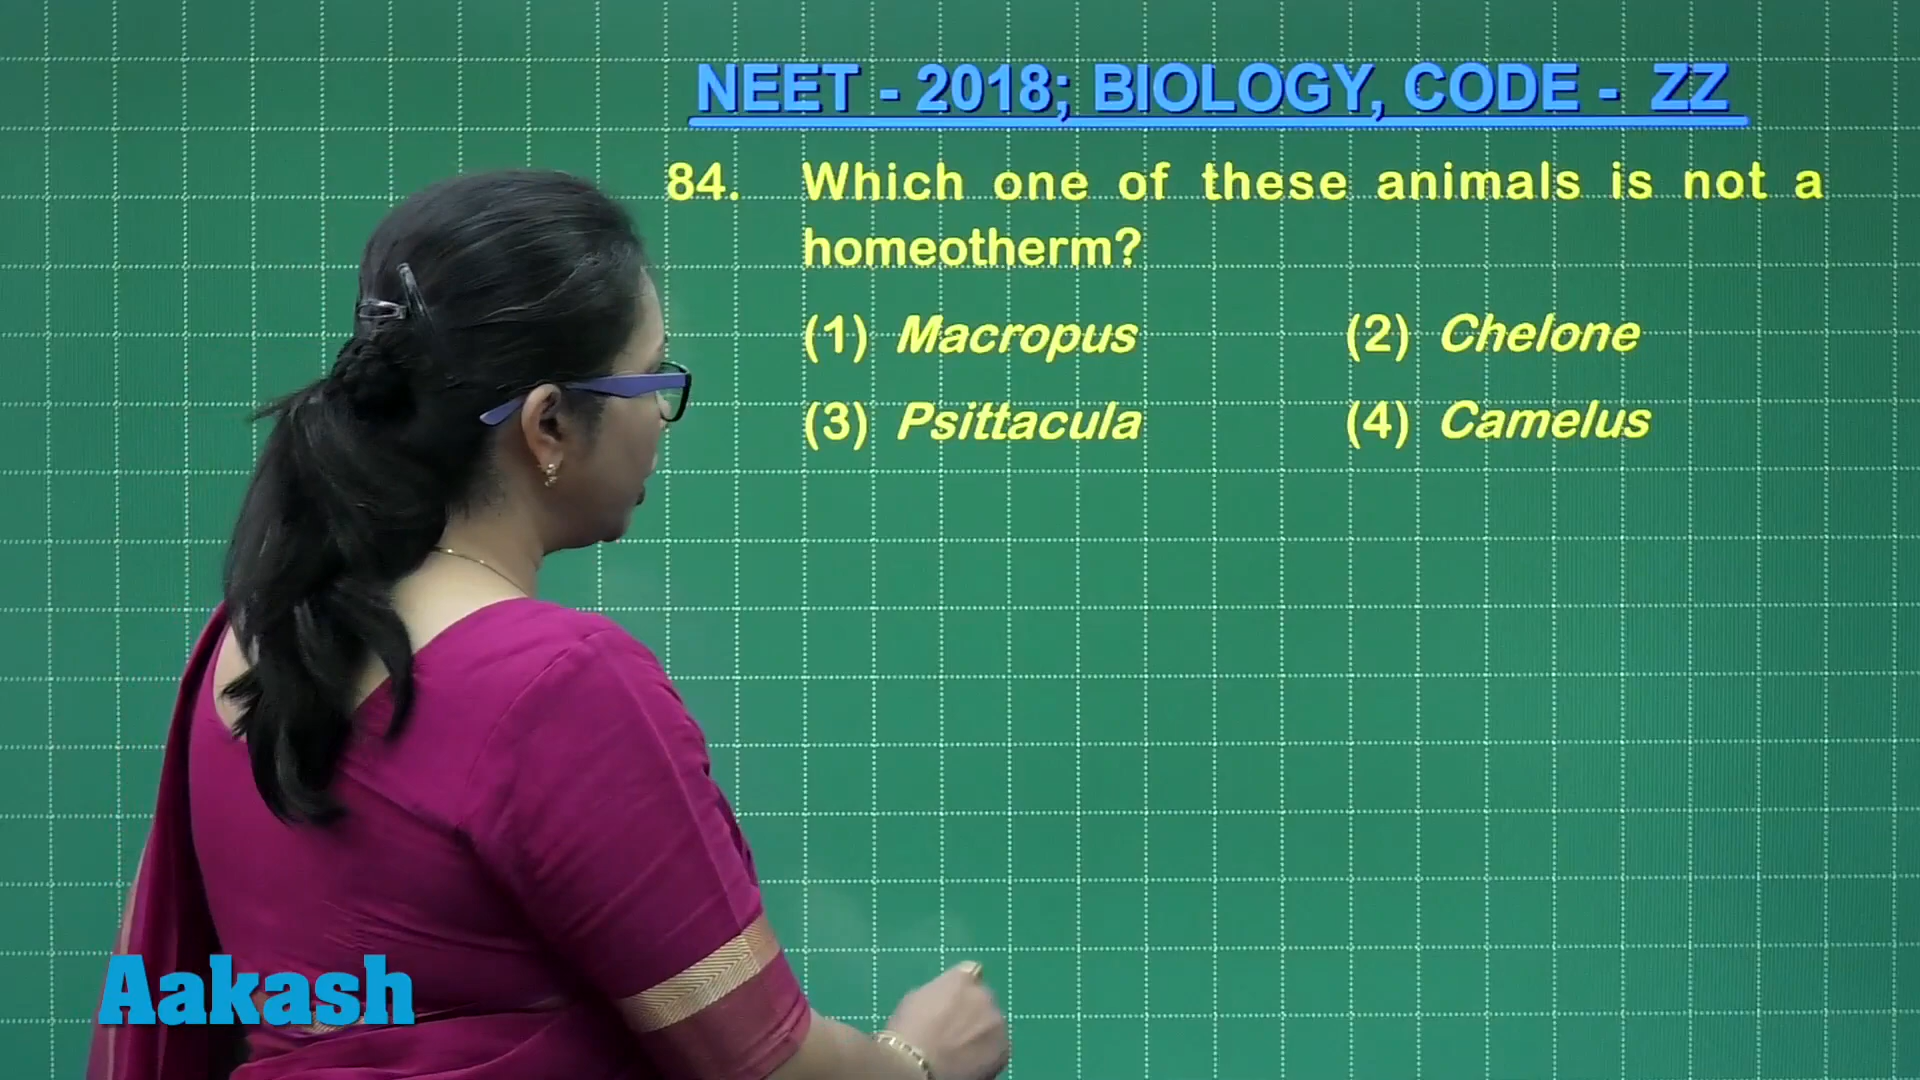 NEET - 2018; BIOLOGY, CODE - ZZ
84. Which one of these animals is not a
homeotherm?
(1) Macropus (2) Chelone
(3) Psittacula (4) Camelus
Aakash